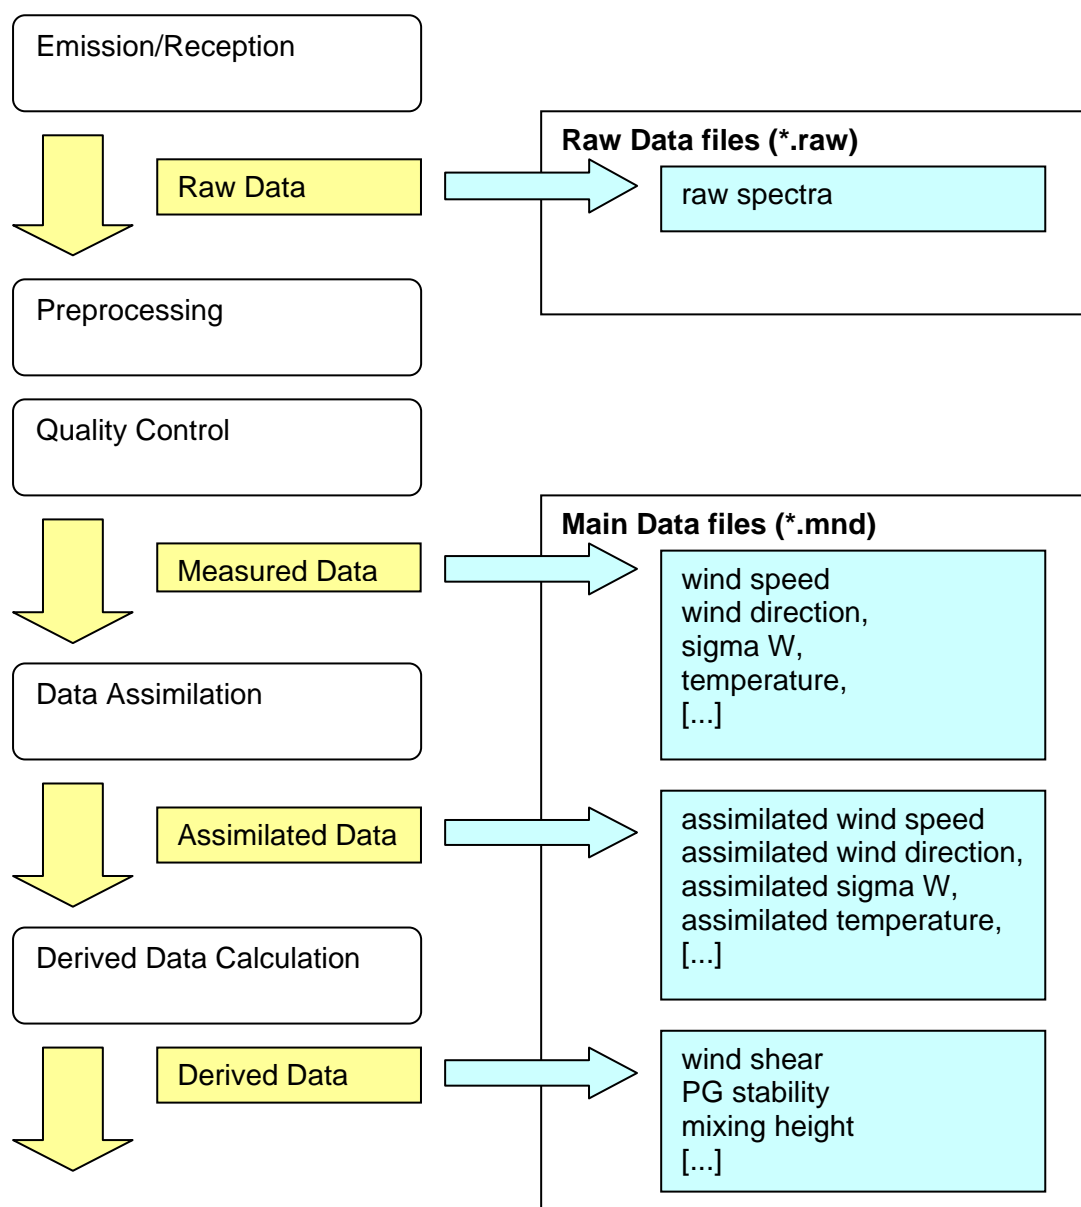 Emission/Reception
Raw Data files (*.raw)
Raw Data
raw spectra
Preprocessing
Quality Control
Main Data files (*.mnd)
Measured Data
wind speed
wind direction,
sigma W,
temperature,
[...]
Data Assimilation
Assimilated Data
assimilated wind speed
assimilated wind direction,
assimilated sigma W,
assimilated temperature,
[...]
Derived Data Calculation
Derived Data
wind shear
PG stability
mixing height
[...]